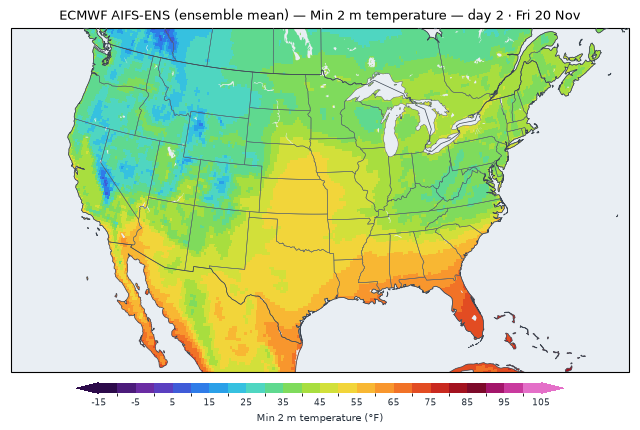 ECMWF AIFS-ENS (ensemble mean) — Min 2 m temperature — day 2 · Fri 20 Nov
-15 -5 5 15 25 35 45 55 65 75 85 95 105
Min 2 m temperature (°F)